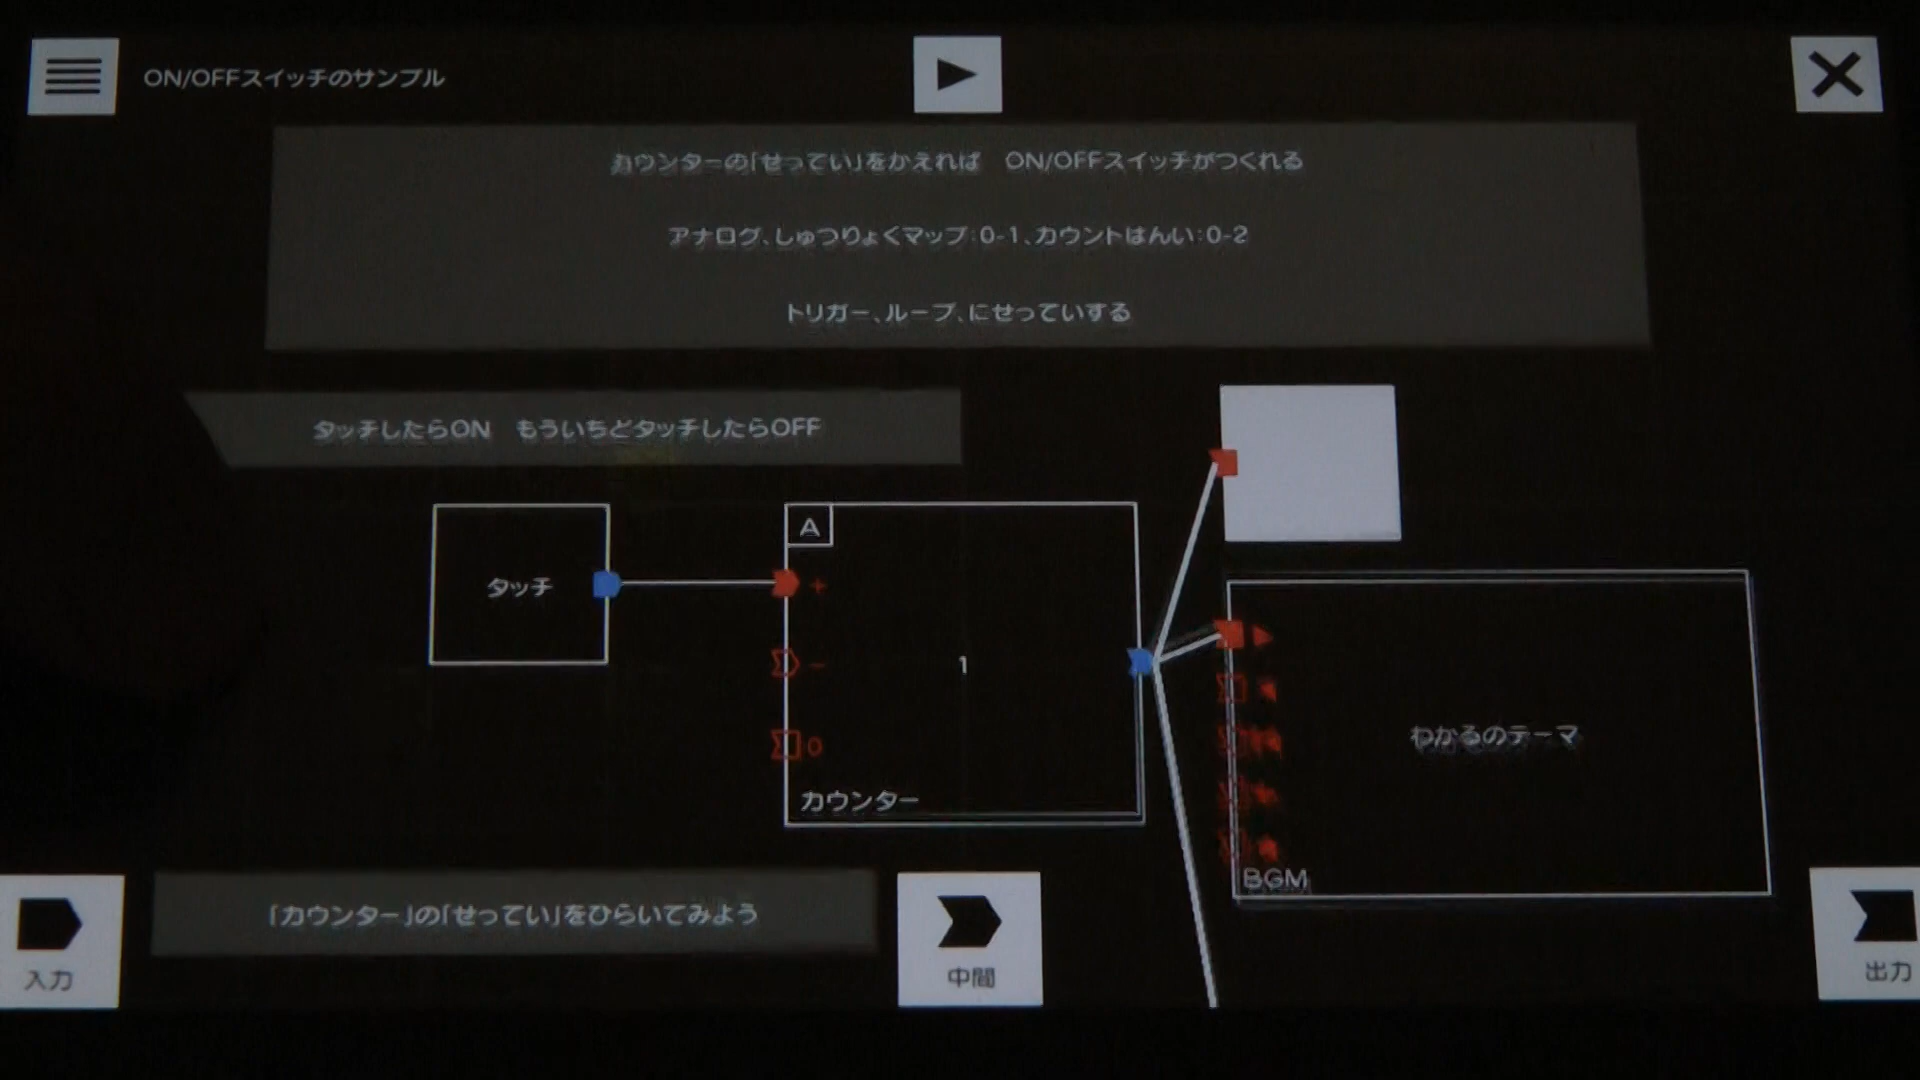 ON/OFFスイッチのサンプル
カウンターの「せってい」をかえれば ON/OFFスイッチがつくれる
アナログ、しゅつりょくマップ:0-1、カウントはんい:0-2
トリガー、ループ、にせっていする
タッチしたらON もういちどタッチしたらOFF
タッチ
A
+
1
−
0
カウンター
わかるのテーマ
BGM
「カウンター」の「せってい」をひらいてみよう
入力
中間
出力